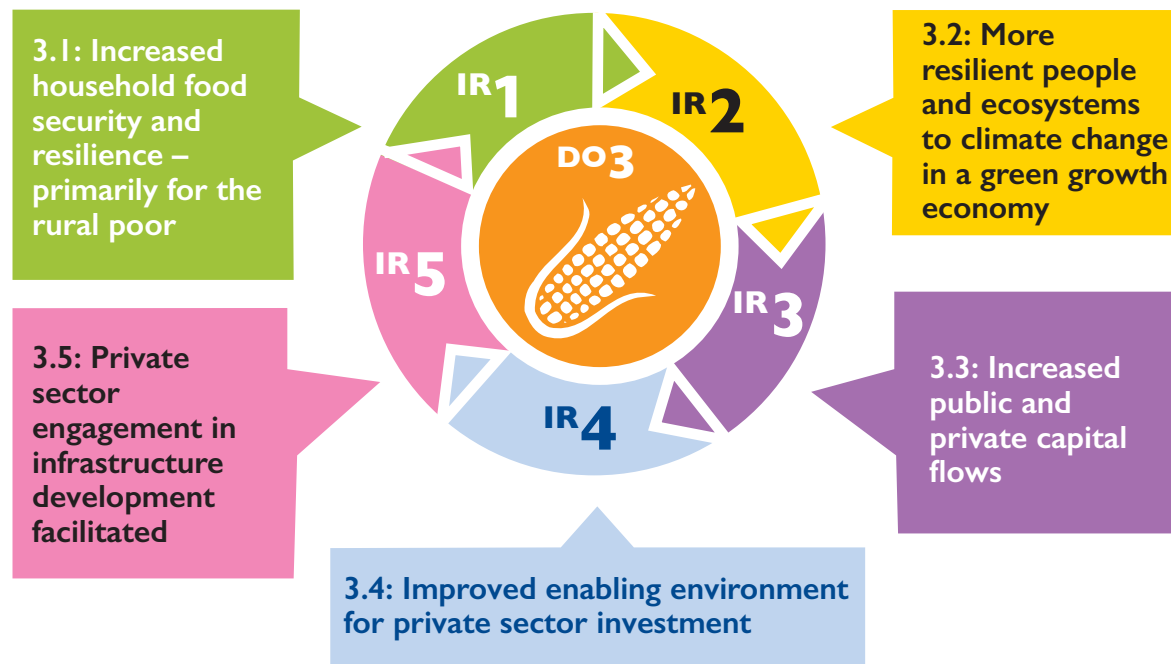 3.1: Increased
household food
security and
resilience –
primarily for the
rural poor
IR1
IR2
3.2: More
resilient people
and ecosystems
to climate change
in a green growth
economy
DO3
IR5
IR3
3.5: Private
sector
engagement in
infrastructure
development
facilitated
IR4
3.3: Increased
public and
private capital
flows
3.4: Improved enabling environment
for private sector investment